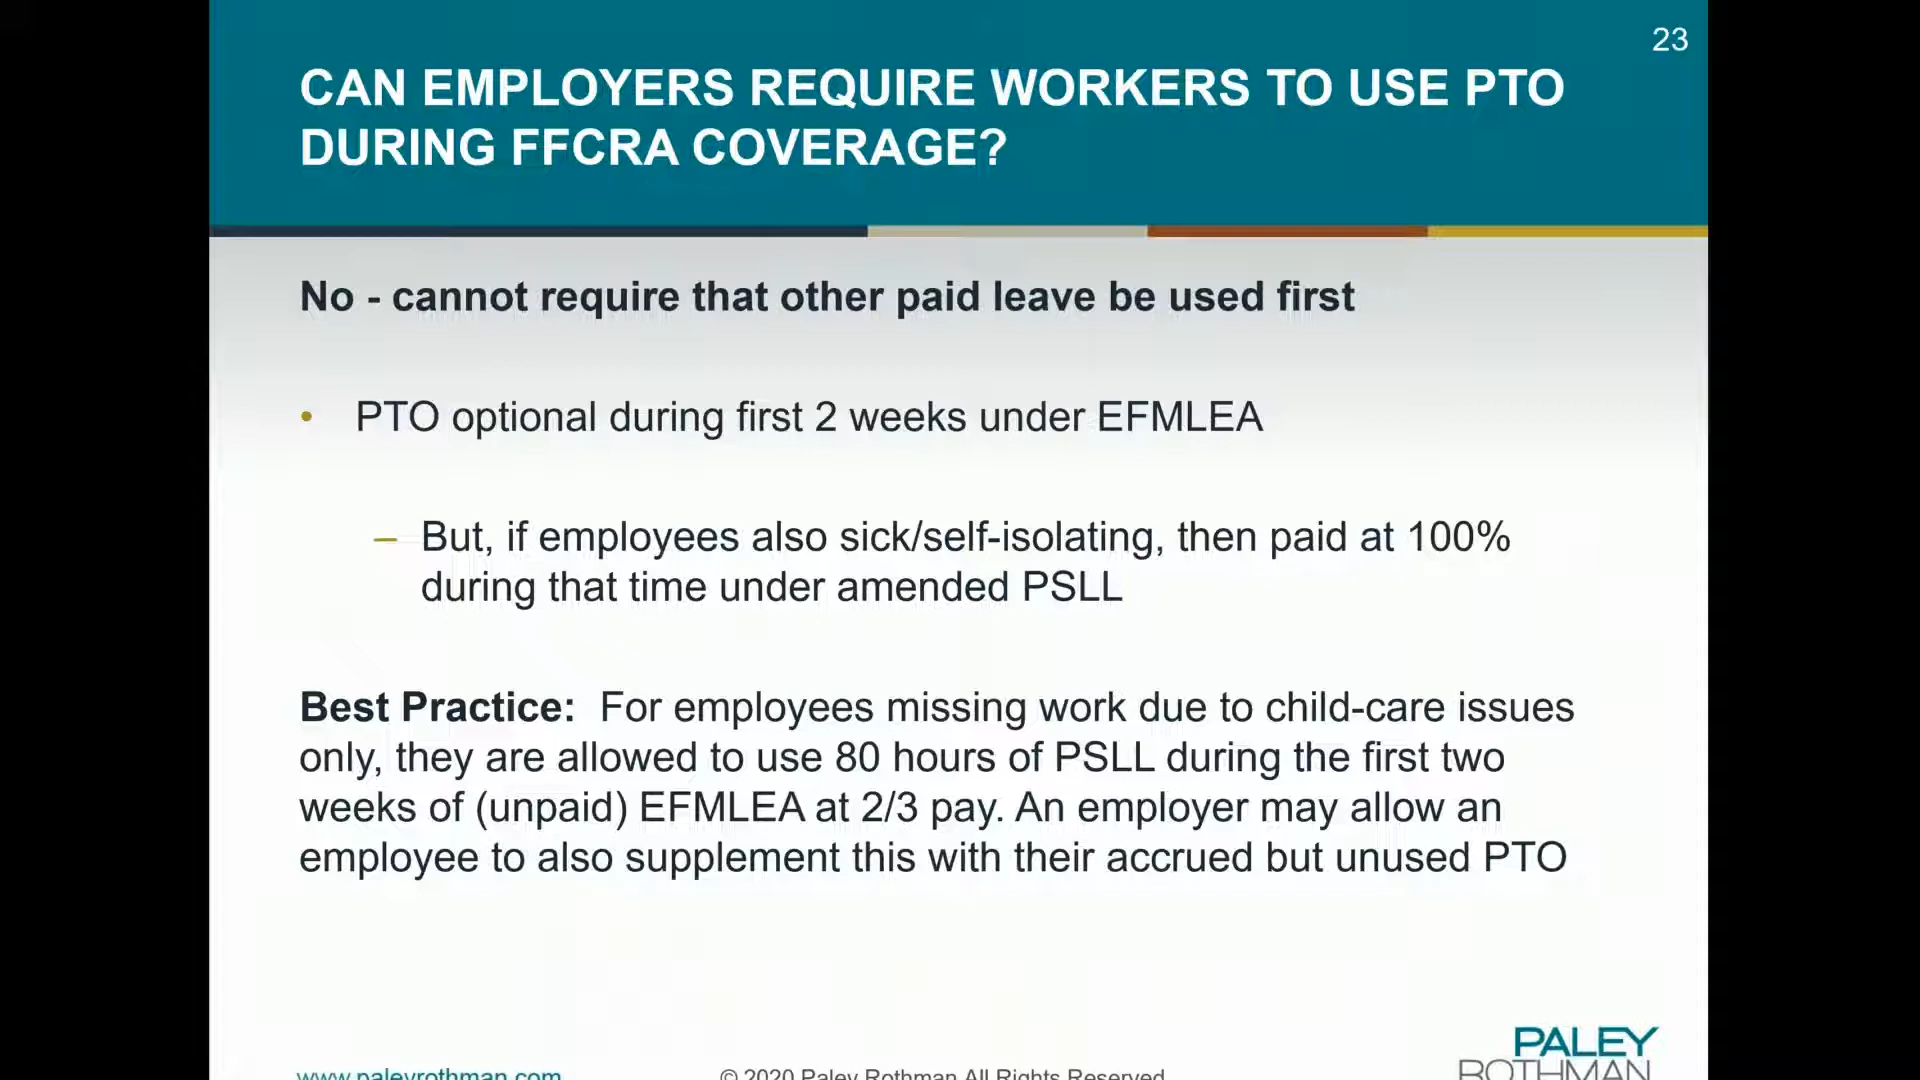 23
CAN EMPLOYERS REQUIRE WORKERS TO USE PTO
DURING FFCRA COVERAGE?
No - cannot require that other paid leave be used first
• PTO optional during first 2 weeks under EFMLEA
– But, if employees also sick/self-isolating, then paid at 100%
during that time under amended PSLL
Best Practice: For employees missing work due to child-care issues
only, they are allowed to use 80 hours of PSLL during the first two
weeks of (unpaid) EFMLEA at 2/3 pay. An employer may allow an
employee to also supplement this with their accrued but unused PTO
www.paleyrothman.com
© 2020 Paley Rothman All Rights Reserved
PALEY
ROTHMAN